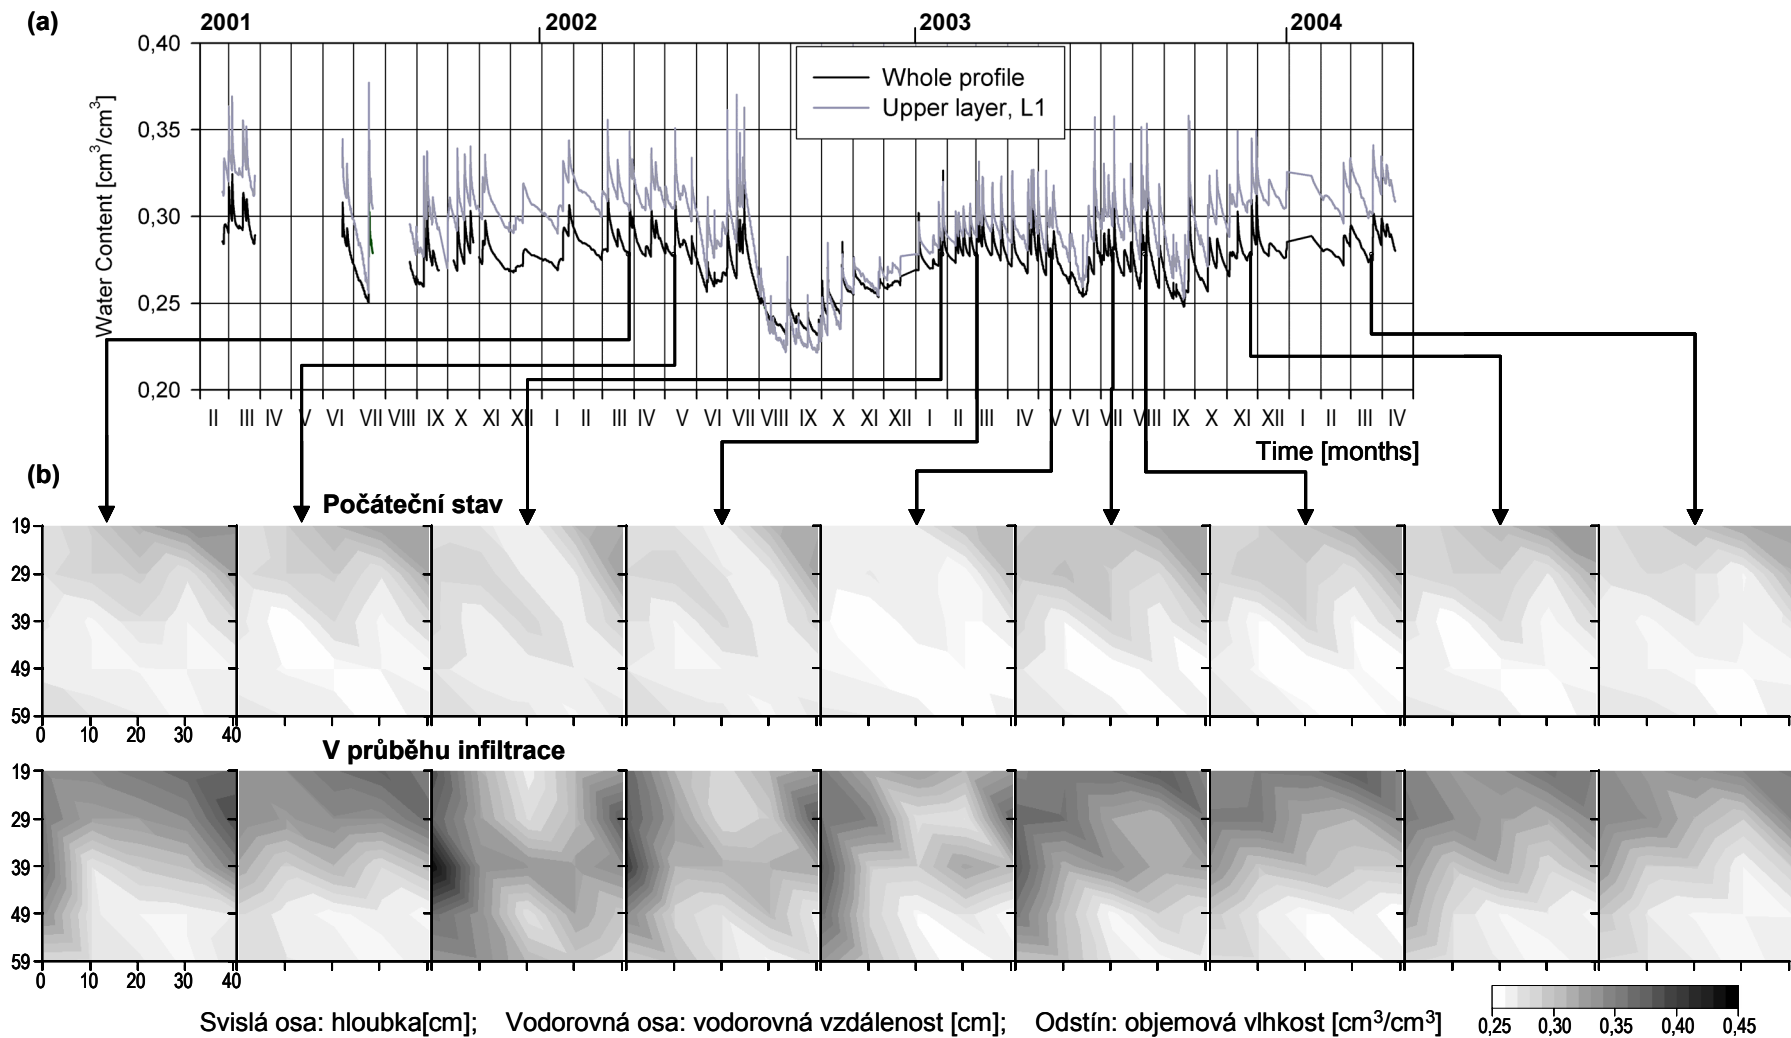 (a)
2001 2002 2003 2004
Water Content [cm³/cm³]
0,40
0,35
0,30
0,25
0,20
Whole profile
Upper layer, L1
II III IV V VI VII VIII IX X XI XII I II III IV V VI VII VIII IX X XI XII I II III IV V VI VII VIII IX X XI XII I II III IV
Time [months]
(b)
Počáteční stav
19
29
39
49
59
0 10 20 30 40
V průběhu infiltrace
19
29
39
49
59
0 10 20 30 40
Svislá osa: hloubka[cm]; Vodorovná osa: vodorovná vzdálenost [cm]; Odstín: objemová vlhkost [cm³/cm³]
0,25 0,30 0,35 0,40 0,45